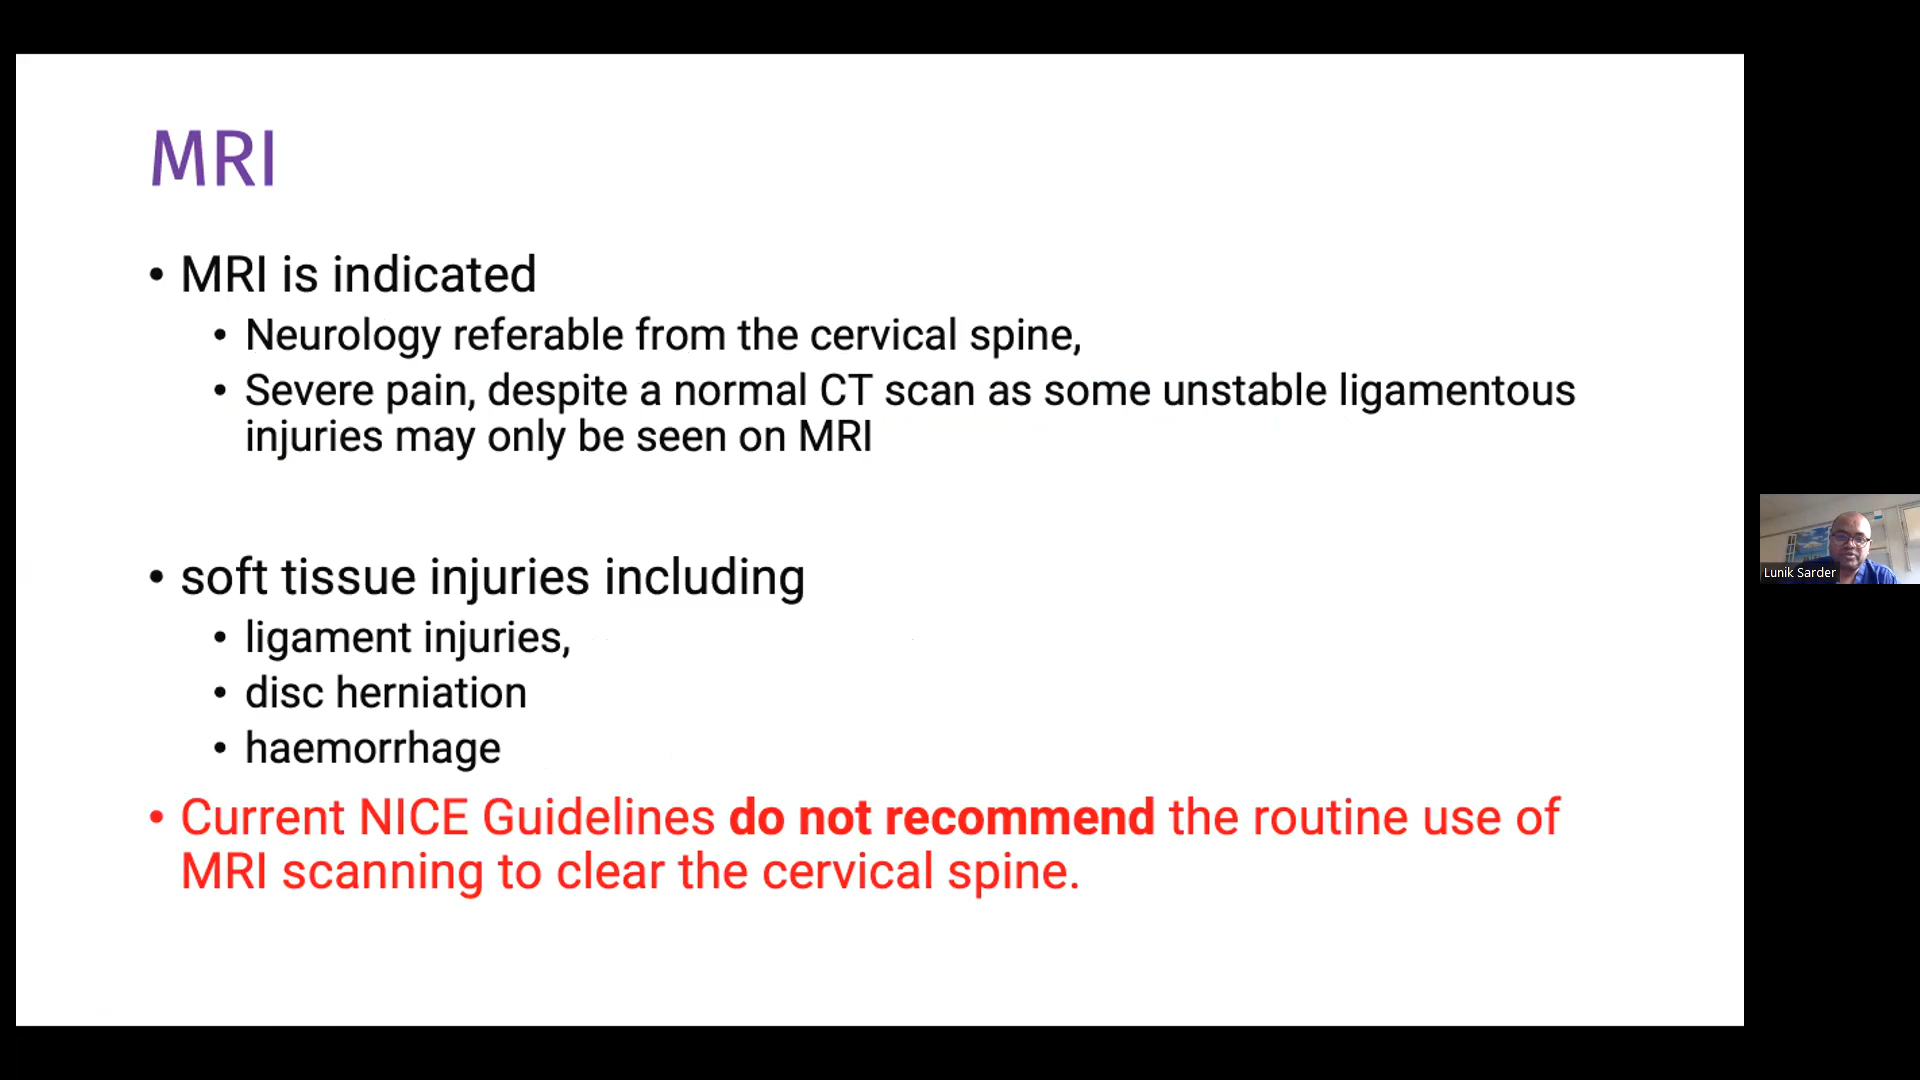 MRI
• MRI is indicated
• Neurology referable from the cervical spine,
• Severe pain, despite a normal CT scan as some unstable ligamentous
injuries may only be seen on MRI
• soft tissue injuries including
• ligament injuries,
• disc herniation
• haemorrhage
• Current NICE Guidelines do not recommend the routine use of
MRI scanning to clear the cervical spine.
Lunik Sarder